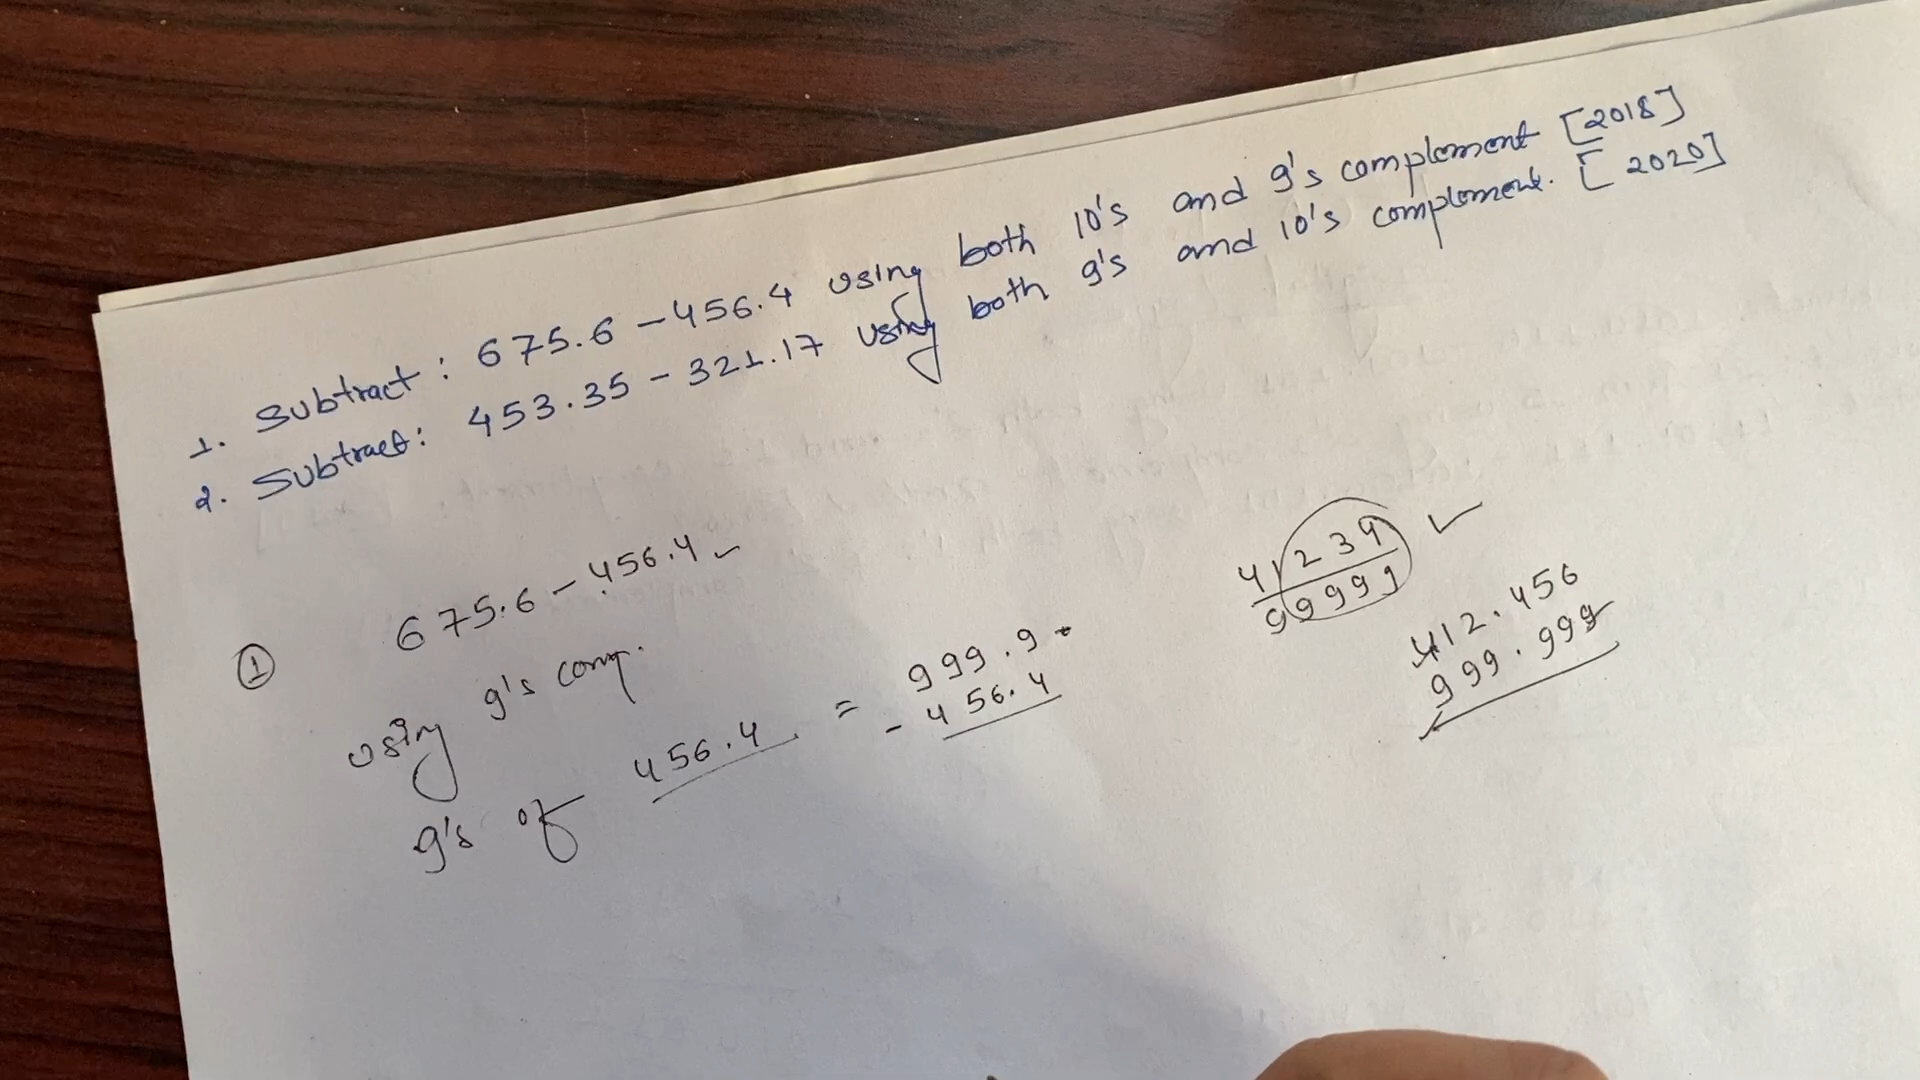 1. Subtract : 675.6 - 456.4 using both 10's and 9's complement [2018]
2. Subtract: 453.35 - 321.17 using both 9's and 10's complement. [2020]
① 675.6 - 456.4 ✓
using 9's com.
9's of 456.4 = 999.9
- 456.4
41234 ✓
99999
412.456
999.999